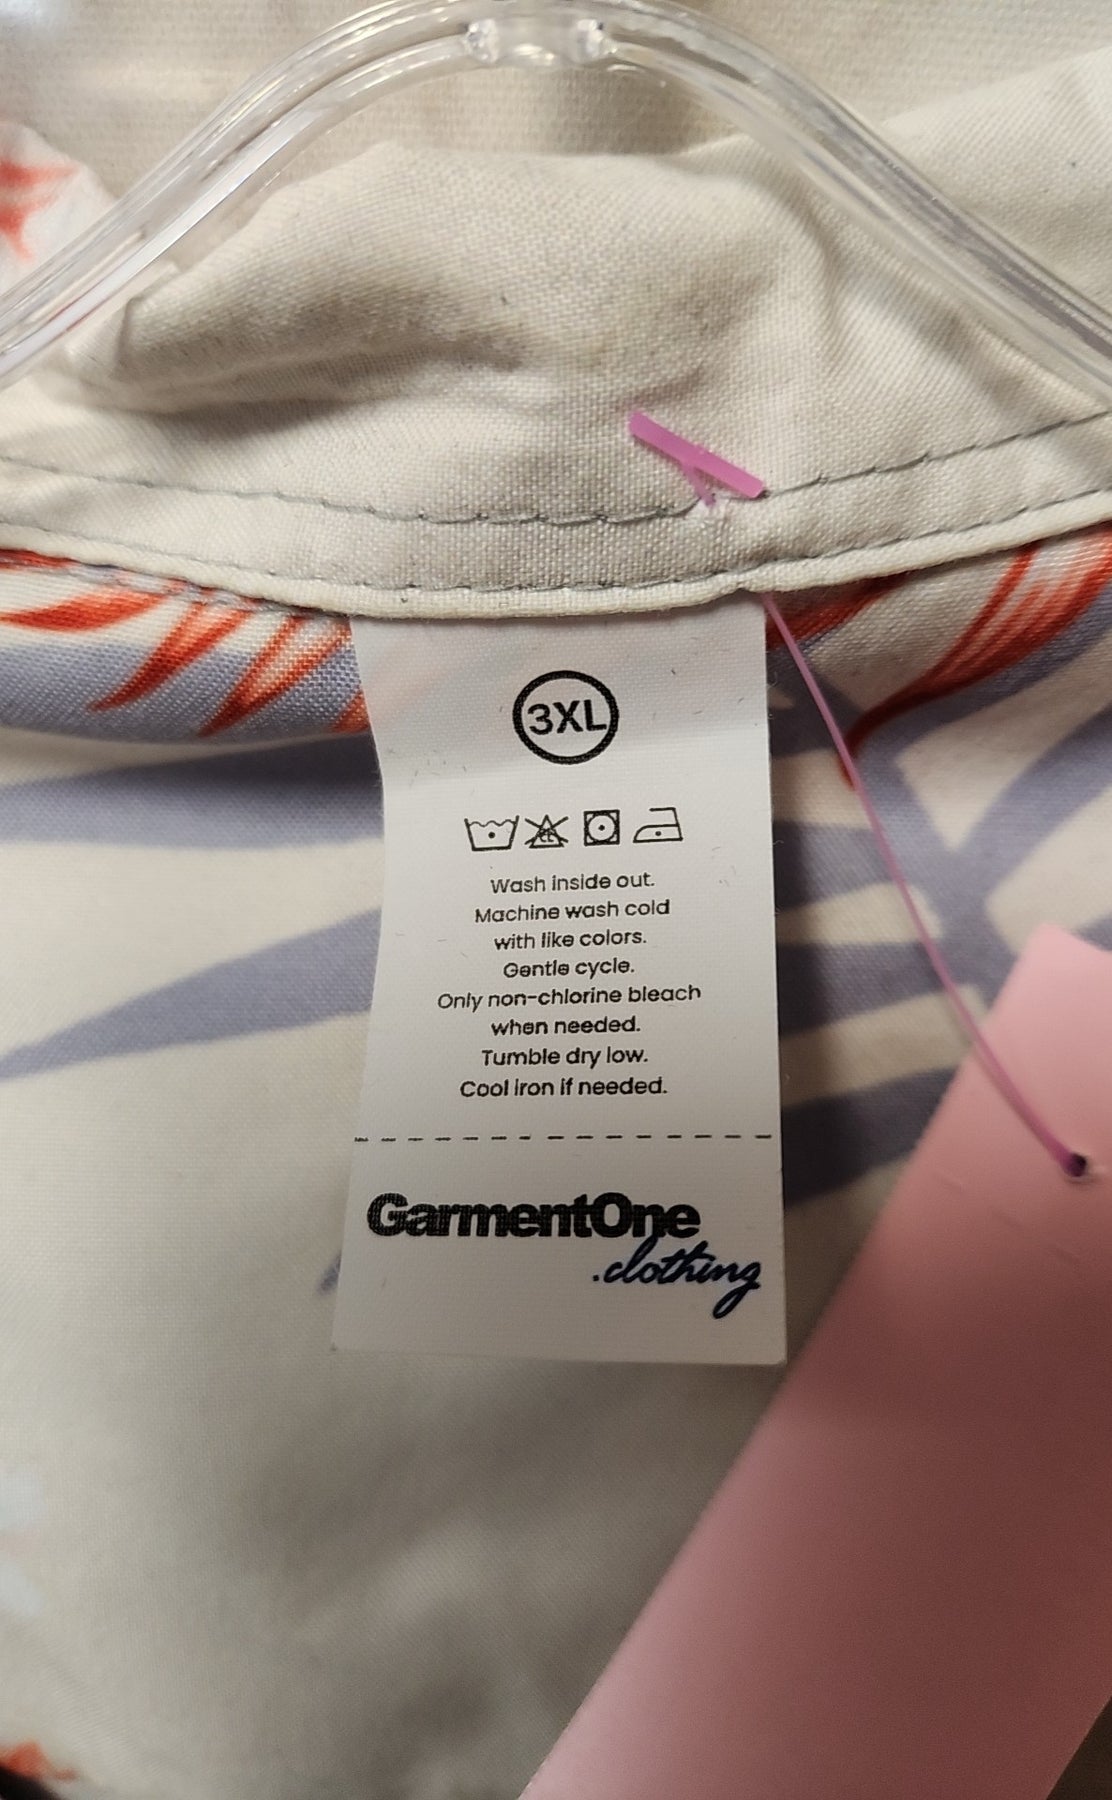 3XL
CL
Wash inside out.
Machine wash cold
with like colors.
Gentle cycle.
Only non-chlorine bleach
when needed.
Tumble dry low.
Cool iron if needed.
GarmentOne
.clothing